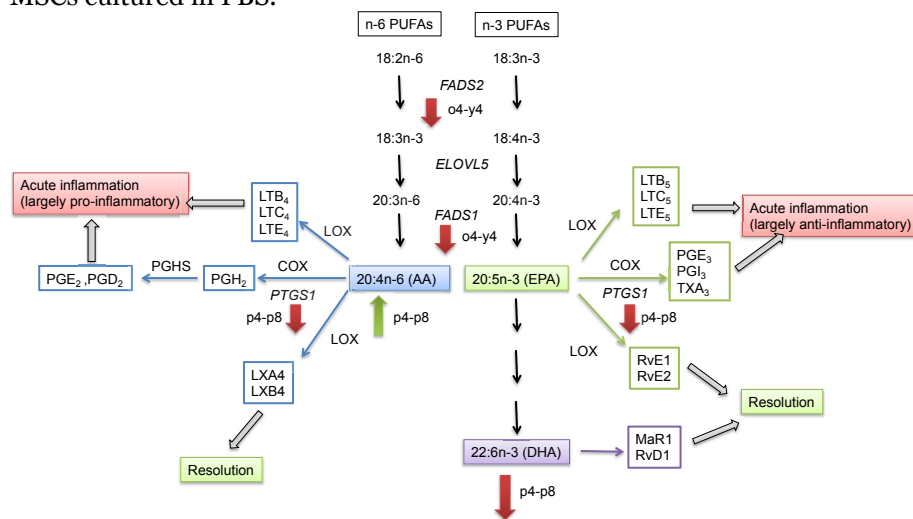 MSCs cultured in FBS.
n-6 PUFAs
n-3 PUFAs
18:2n-6
18:3n-3
FADS2
o4-y4
18:3n-3
18:4n-3
ELOVL5
20:3n-6
20:4n-3
FADS1
o4-y4
Acute inflammation
(largely pro-inflammatory)
LTB4
LTC4
LTE4
LOX
LTB5
LTC5
LTE5
LOX
Acute inflammation
(largely anti-inflammatory)
PGE2 ,PGD2
PGHS
PGH2
COX
20:4n-6 (AA)
20:5n-3 (EPA)
COX
PGE3
PGI3
TXA3
PTGS1
p4-p8
LOX
p4-p8
PTGS1
p4-p8
LOX
LXA4
LXB4
RvE1
RvE2
Resolution
Resolution
22:6n-3 (DHA)
MaR1
RvD1
p4-p8